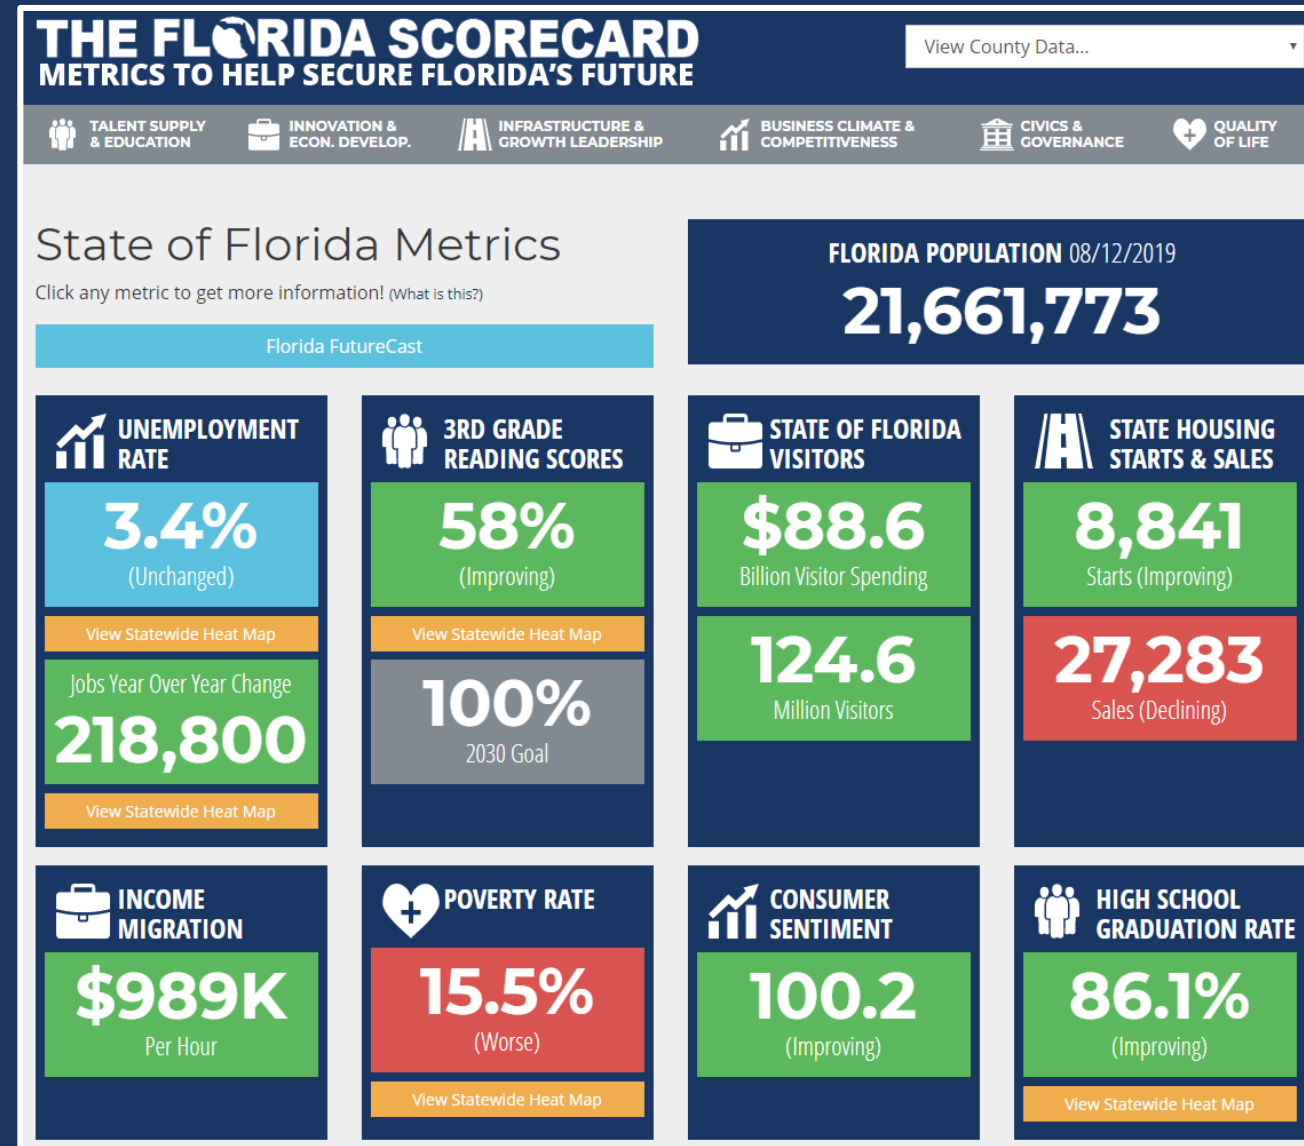 THE FLORIDA SCORECARD
METRICS TO HELP SECURE FLORIDA'S FUTURE
View County Data...
TALENT SUPPLY
& EDUCATION
INNOVATION &
ECON. DEVELOP.
INFRASTRUCTURE &
GROWTH LEADERSHIP
BUSINESS CLIMATE &
COMPETITIVENESS
CIVICS &
GOVERNANCE
QUALITY
OF LIFE
State of Florida Metrics
Click any metric to get more information! (What is this?)
Florida FutureCast
FLORIDA POPULATION 08/12/2019
21,661,773
UNEMPLOYMENT
RATE
3.4%
(Unchanged)
View Statewide Heat Map
Jobs Year Over Year Change
218,800
View Statewide Heat Map
3RD GRADE
READING SCORES
58%
(Improving)
View Statewide Heat Map
100%
2030 Goal
STATE OF FLORIDA
VISITORS
$88.6
Billion Visitor Spending
124.6
Million Visitors
STATE HOUSING
STARTS & SALES
8,841
Starts (Improving)
27,283
Sales (Declining)
INCOME
MIGRATION
$989K
Per Hour
POVERTY RATE
15.5%
(Worse)
View Statewide Heat Map
CONSUMER
SENTIMENT
100.2
(Improving)
HIGH SCHOOL
GRADUATION RATE
86.1%
(Improving)
View Statewide Heat Map